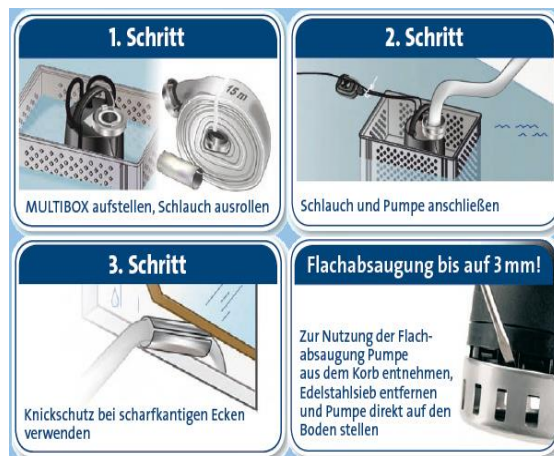 1. Schritt
15 m
MULTIBOX aufstellen, Schlauch ausrollen
2. Schritt
Schlauch und Pumpe anschließen
3. Schritt
Knickschutz bei scharfkantigen Ecken
verwenden
Flachabsaugung bis auf 3 mm!
Zur Nutzung der Flach-
absaugung Pumpe
aus dem Korb entnehmen,
Edelstahlsieb entfernen
und Pumpe direkt auf den
Boden stellen